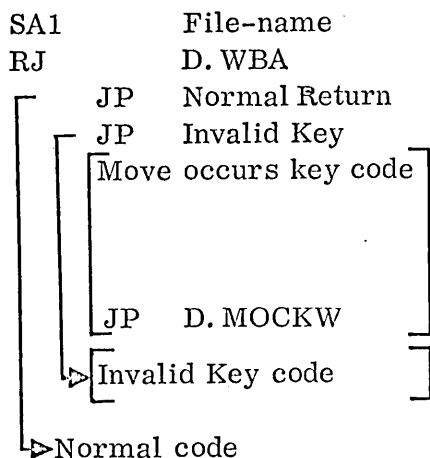 SA1 File-name
RJ D. WBA
JP Normal Return
JP Invalid Key
Move occurs key code
JP D. MOCKW
Invalid Key code
Normal code